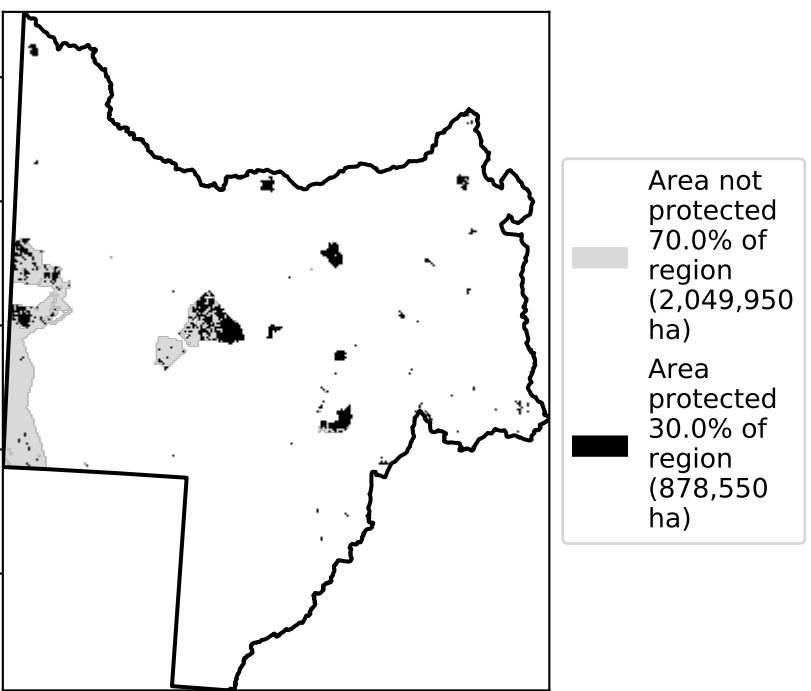 Area not
protected
70.0% of
region
(2,049,950
ha)
Area
protected
30.0% of
region
(878,550
ha)